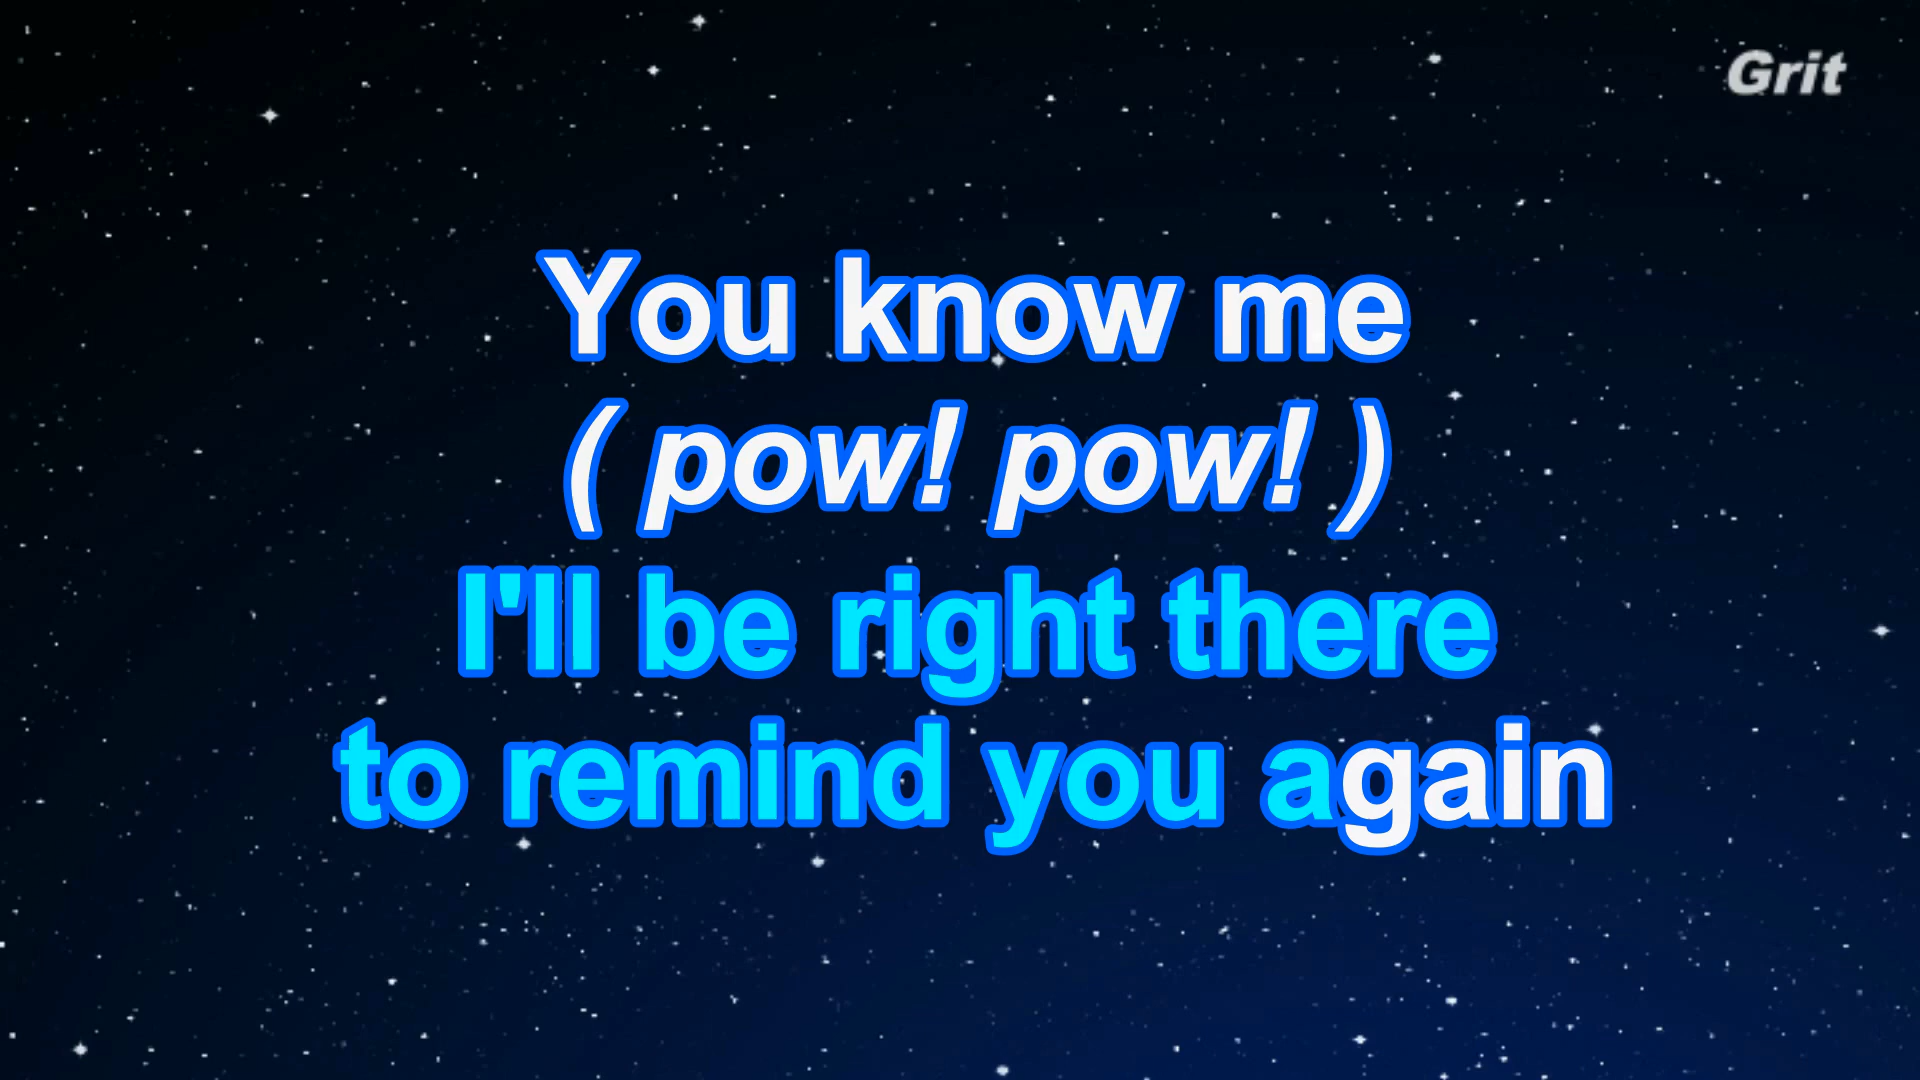 Grit
You know me
( pow! pow! )
I'll be right there
to remind you again